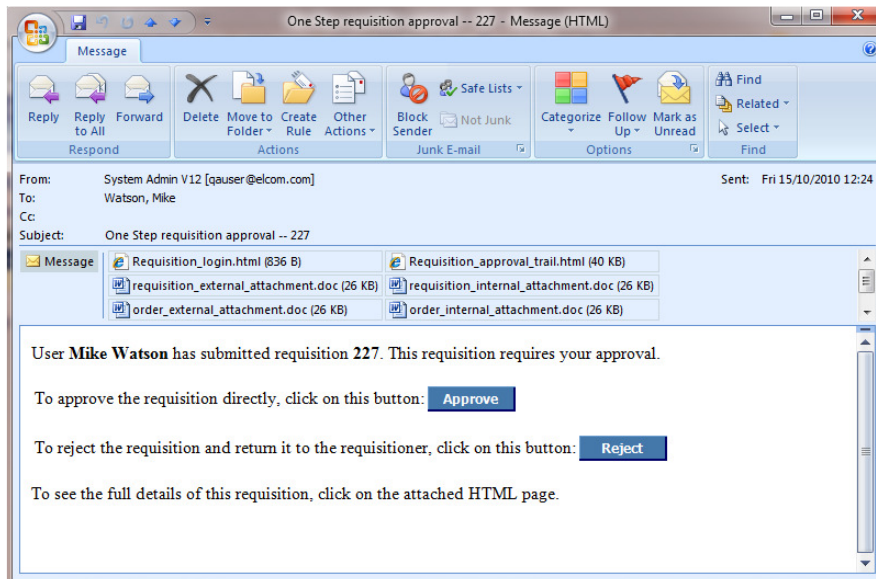 One Step requisition approval -- 227 - Message (HTML)
Message
Reply
Reply to All
Forward
Respond
Delete
Move to Folder
Create Rule
Other Actions
Actions
Block Sender
Safe Lists
Not Junk
Junk E-mail
Categorize
Follow Up
Mark as Unread
Options
Find
Related
Select
Find
From: System Admin V12 [qauser@elcom.com] Sent: Fri 15/10/2010 12:24
To: Watson, Mike
Cc:
Subject: One Step requisition approval -- 227
Message Requisition_login.html (836 B) Requisition_approval_trail.html (40 KB)
requisition_external_attachment.doc (26 KB) requisition_internal_attachment.doc (26 KB)
order_external_attachment.doc (26 KB) order_internal_attachment.doc (26 KB)
User Mike Watson has submitted requisition 227. This requisition requires your approval.
To approve the requisition directly, click on this button: Approve
To reject the requisition and return it to the requisitioner, click on this button: Reject
To see the full details of this requisition, click on the attached HTML page.